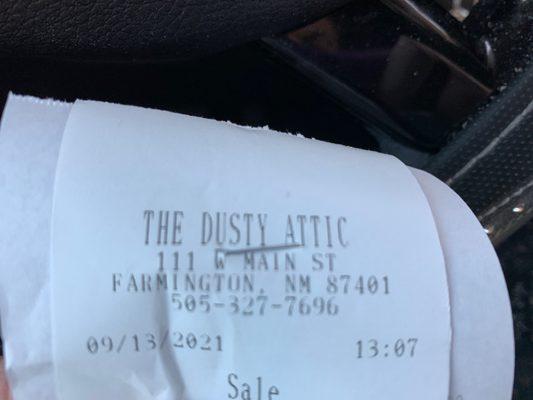 THE DUSTY ATTIC
111 W MAIN ST
FARMINGTON, NM 87401
505-327-7696
09/13/2021 13:07
Sale